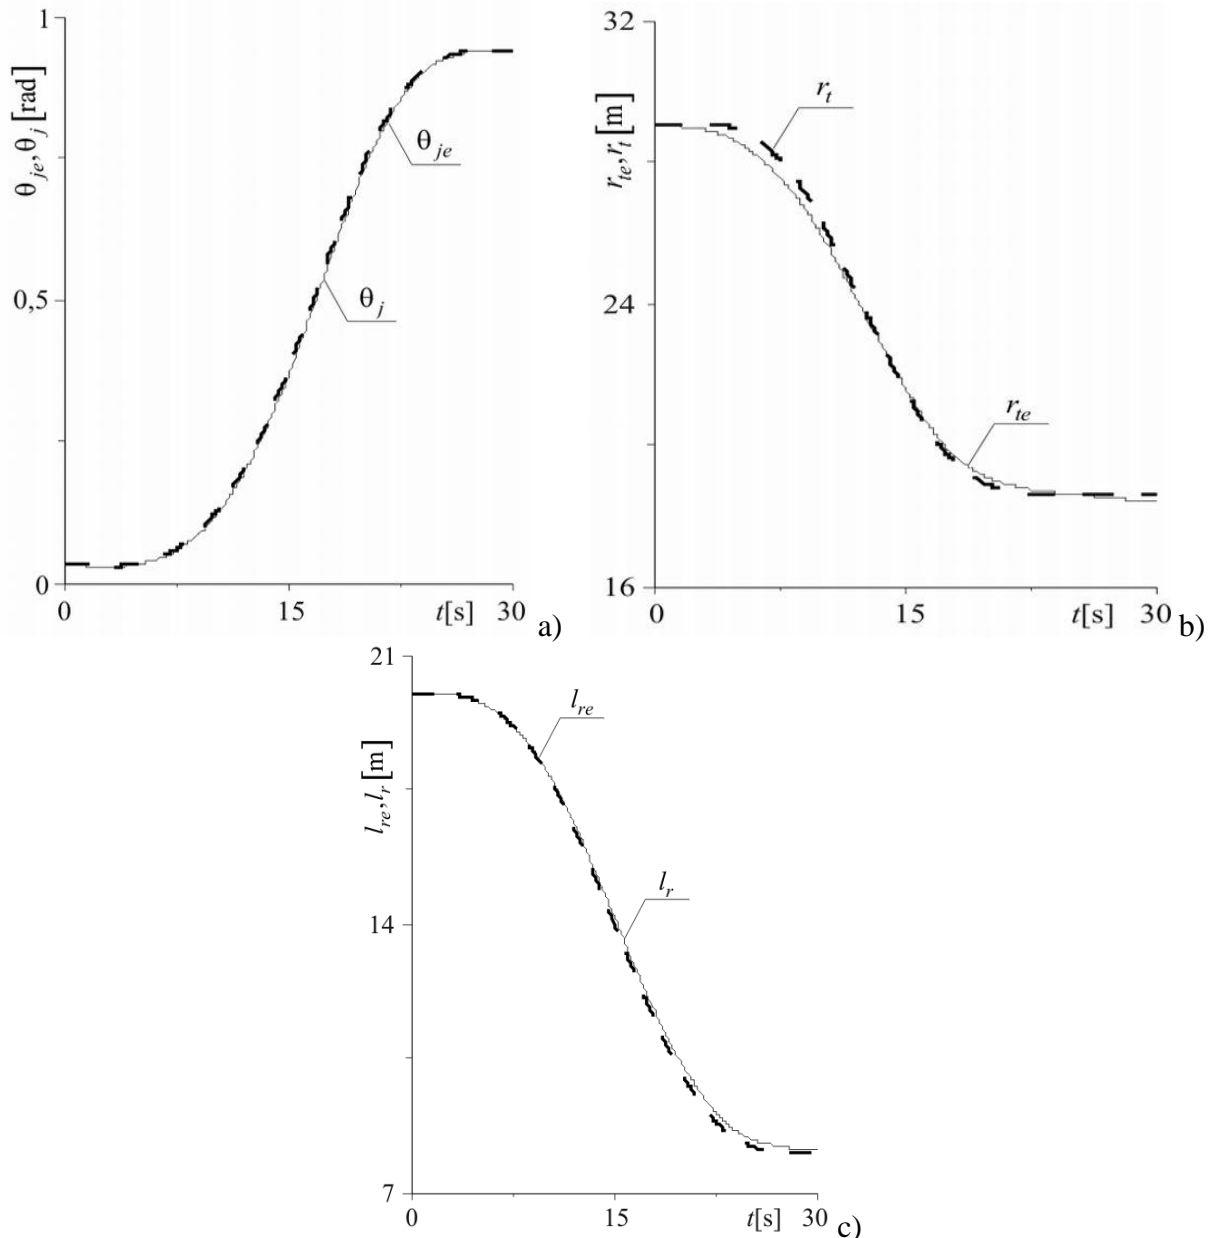 1
θje,θj[rad]
θje
0,5
θj
0
0
15
t[s]
30
a)
32
rte,rt[m]
rt
24
rte
16
0
15
t[s]
30
b)
21
lre,lr[m]
lre
lr
14
7
0
15
t[s]
30
c)